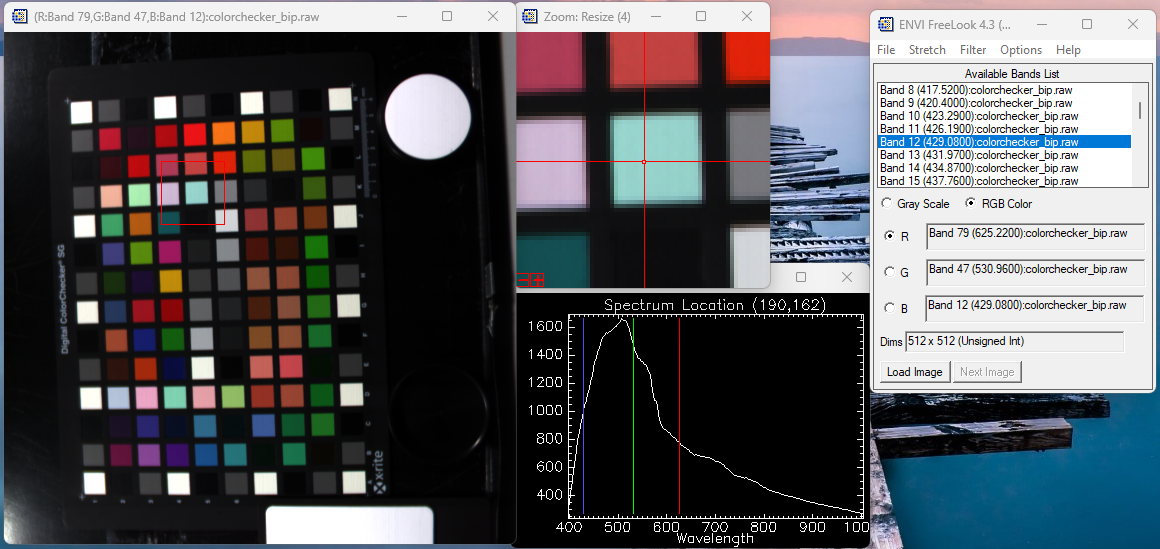 (R:Band 79,G:Band 47,B:Band 12):colorchecker_bip.raw
Digital ColorChecker® SG
x-rite
Zoom: Resize (4)
Spectrum Location (190,162)
1600
1400
1200
1000
800
600
400
400 500 600 700 800 900 100
Wavelength
ENVI FreeLook 4.3 (...
File Stretch Filter Options Help
Available Bands List
Band 8 (417.5200):colorchecker_bip.raw
Band 9 (420.4000):colorchecker_bip.raw
Band 10 (423.2900):colorchecker_bip.raw
Band 11 (426.1900):colorchecker_bip.raw
Band 12 (429.0800):colorchecker_bip.raw
Band 13 (431.9700):colorchecker_bip.raw
Band 14 (434.8700):colorchecker_bip.raw
Band 15 (437.7600):colorchecker_bip.raw
Gray Scale RGB Color
R Band 79 (625.2200):colorchecker_bip.raw
G Band 47 (530.9600):colorchecker_bip.raw
B Band 12 (429.0800):colorchecker_bip.raw
Dims 512 x 512 (Unsigned Int)
Load Image Next Image